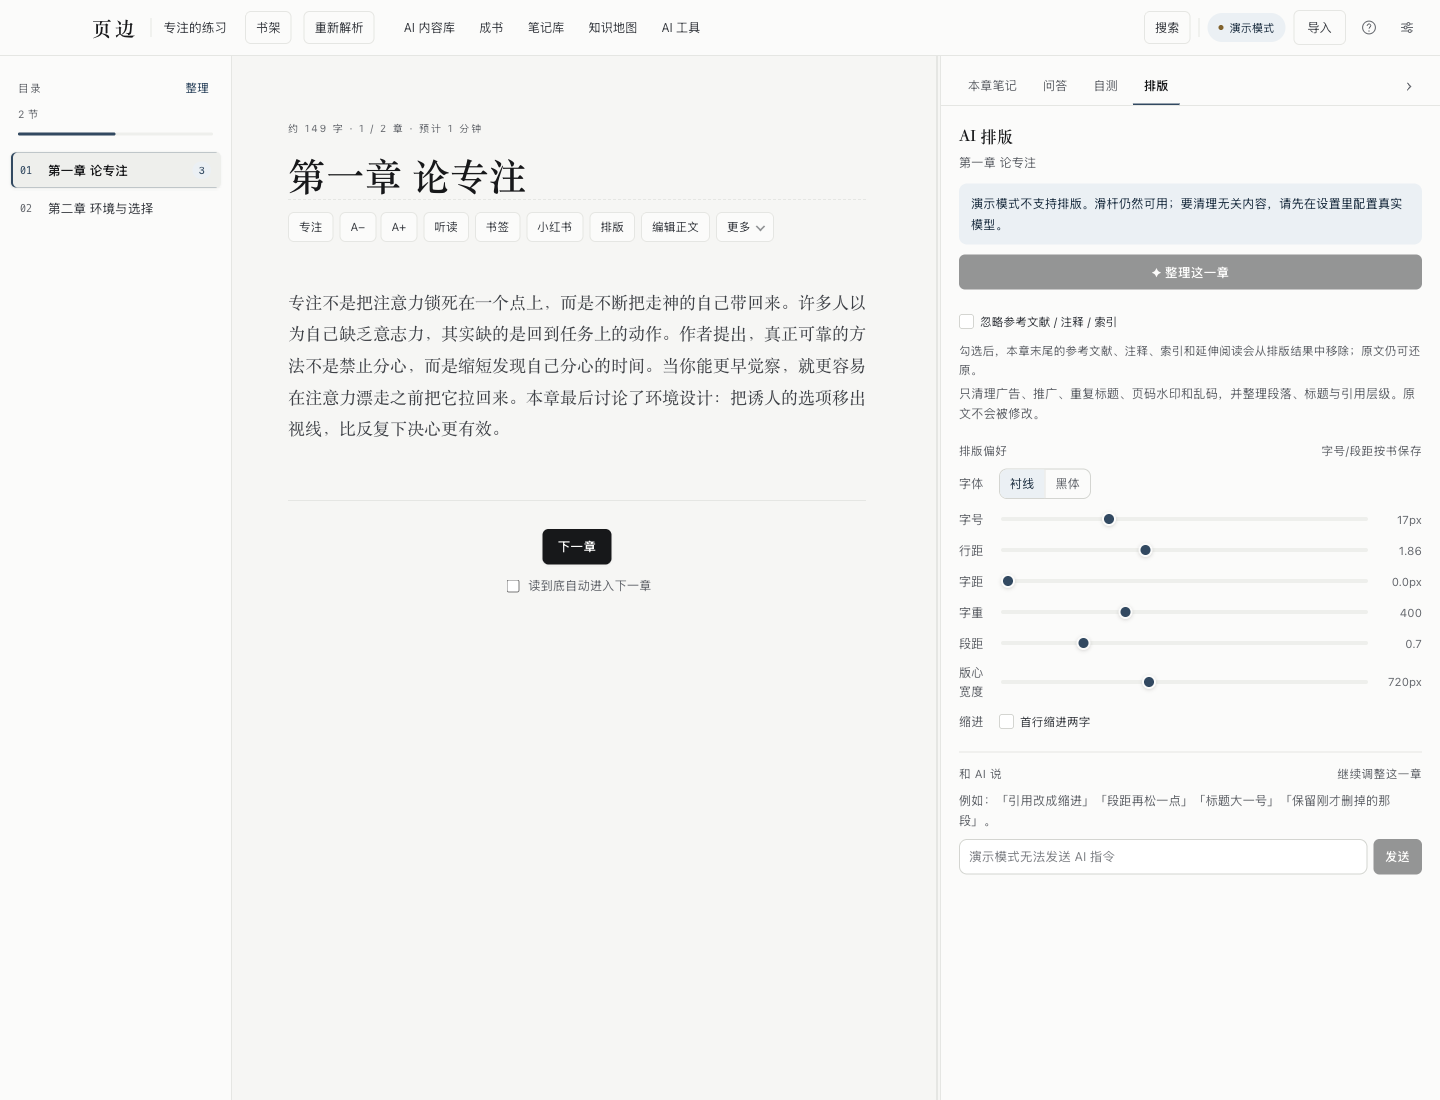 页边 专注的练习 书架 重新解析 AI 内容库 成书 笔记库 知识地图 AI 工具 搜索 演示模式 导入
目录 整理
2 节
01 第一章 论专注 3
02 第二章 环境与选择
约 149 字 · 1 / 2 章 · 预计 1 分钟
第一章 论专注
专注 A− A+ 听读 书签 小红书 排版 编辑正文 更多
专注不是把注意力锁死在一个点上，而是不断把走神的自己带回来。许多人以
为自己缺乏意志力，其实缺的是回到任务上的动作。作者提出，真正可靠的方
法不是禁止分心，而是缩短发现自己分心的时间。当你能更早觉察，就更容易
在注意力漂走之前把它拉回来。本章最后讨论了环境设计：把诱人的选项移出
视线，比反复下决心更有效。
下一章
读到底自动进入下一章
本章笔记 问答 自测 排版
AI 排版
第一章 论专注
演示模式不支持排版。滑杆仍然可用；要清理无关内容，请先在设置里配置真实
模型。
✦ 整理这一章
忽略参考文献 / 注释 / 索引
勾选后，本章末尾的参考文献、注释、索引和延伸阅读会从排版结果中移除；原文仍可还
原。
只清理广告、推广、重复标题、页码水印和乱码，并整理段落、标题与引用层级。原
文不会被修改。
排版偏好 字号/段距按书保存
字体 衬线 黑体
字号 17px
行距 1.86
字距 0.0px
字重 400
段距 0.7
版心
宽度 720px
缩进 首行缩进两字
和 AI 说 继续调整这一章
例如：「引用改成缩进」「段距再松一点」「标题大一号」「保留刚才删掉的那
段」。
演示模式无法发送 AI 指令 发送